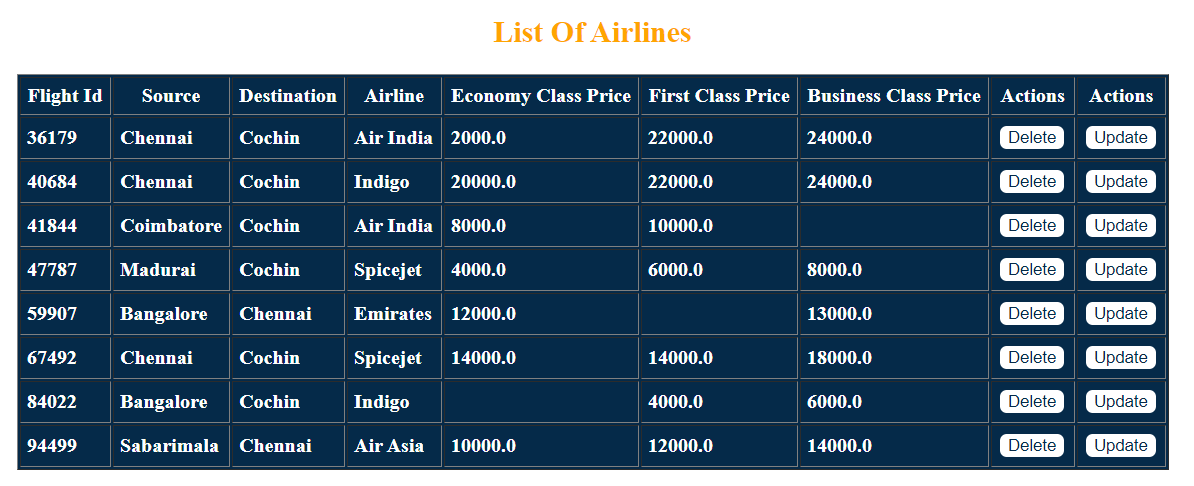 List Of Airlines
Flight Id Source Destination Airline Economy Class Price First Class Price Business Class Price Actions Actions
36179 Chennai Cochin Air India 2000.0 22000.0 24000.0 Delete Update
40684 Chennai Cochin Indigo 20000.0 22000.0 24000.0 Delete Update
41844 Coimbatore Cochin Air India 8000.0 10000.0 Delete Update
47787 Madurai Cochin Spicejet 4000.0 6000.0 8000.0 Delete Update
59907 Bangalore Chennai Emirates 12000.0 13000.0 Delete Update
67492 Chennai Cochin Spicejet 14000.0 14000.0 18000.0 Delete Update
84022 Bangalore Cochin Indigo 4000.0 6000.0 Delete Update
94499 Sabarimala Chennai Air Asia 10000.0 12000.0 14000.0 Delete Update